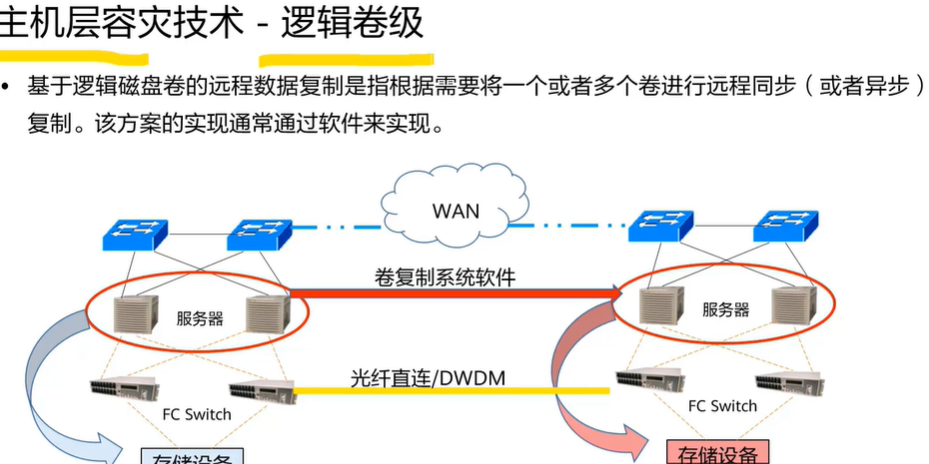 主机层容灾技术 - 逻辑卷级
• 基于逻辑磁盘卷的远程数据复制是指根据需要将一个或者多个卷进行远程同步（或者异步）
复制。该方案的实现通常通过软件来实现。
WAN
卷复制系统软件
服务器
服务器
光纤直连/DWDM
FC Switch
FC Switch
存储设备
存储设备